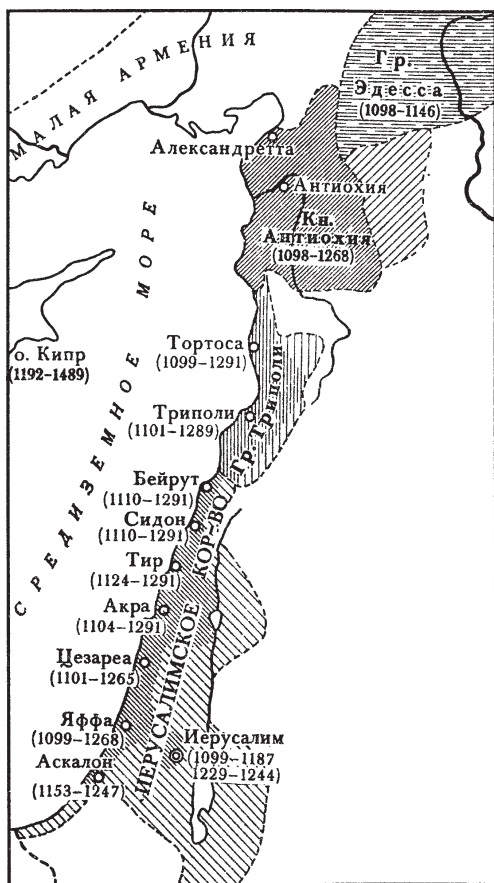 МАЛАЯ АРМЕНИЯ
Гр.
Эдесса
(1098–1146)
Александретта
Антиохия
Кн.
Антиохия
(1098–1268)
СРЕДИЗЕМНОЕ МОРЕ
о. Кипр
(1192–1489)
Тортоса
(1099–1291)
Триполи
(1101–1289)
Гр. Триполи
Бейрут
(1110–1291)
Сидон
(1110–1291)
Тир
(1124–1291)
Акра
(1104–1291)
Цезареа
(1101–1265)
ИЕРУСАЛИМСКОЕ КОР-ВО
Яффа
(1099–1268)
Иерусалим
(1099–1187
1229–1244)
Аскалон
(1153–1247)